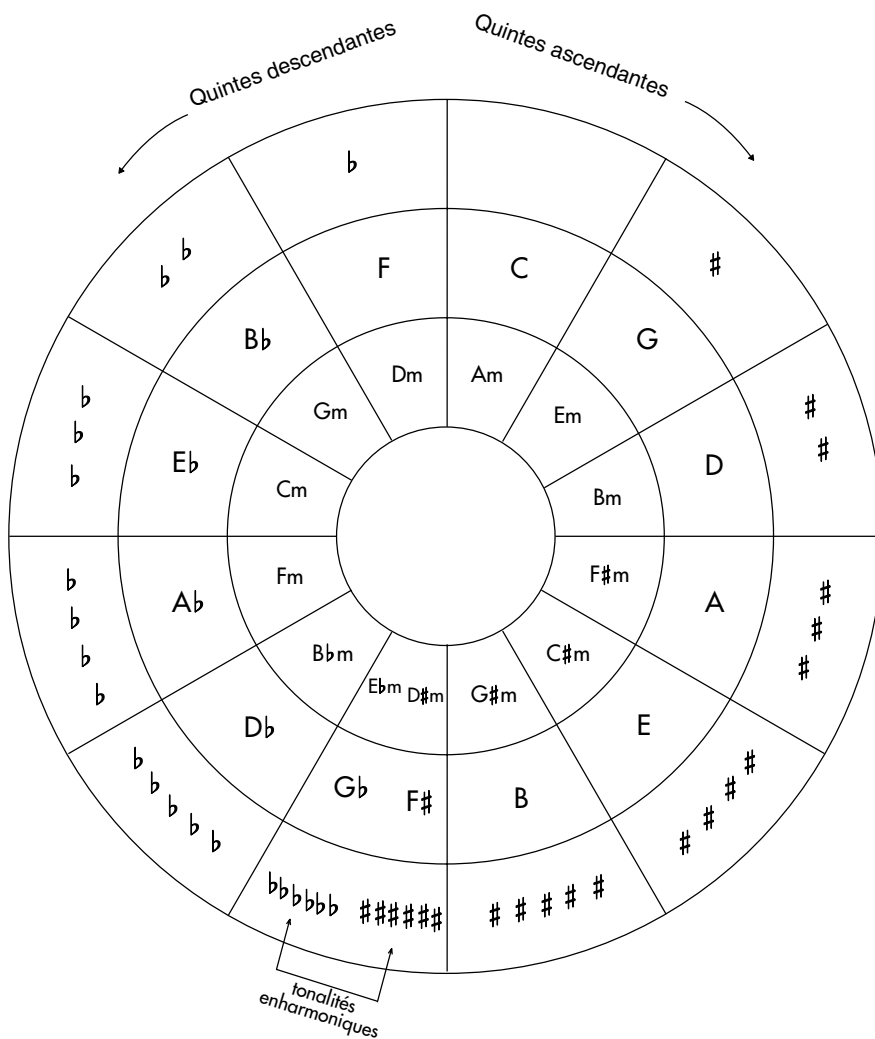 Quintes descendantes
Quintes ascendantes
♭
♯
♭ ♭
F
C
B♭
G
Dm
Am
Gm
Em
♭ ♭ ♭
♯ ♯
E♭
D
Cm
Bm
Fm
F♯m
♭ ♭ ♭ ♭
A♭
A
♯ ♯ ♯
B♭m
C♯m
E♭m D♯m
G♯m
D♭
E
♭ ♭ ♭ ♭ ♭
♯ ♯ ♯ ♯
G♭
F♯
B
♭♭♭♭♭♭
♯♯♯♯♯♯
♯ ♯ ♯ ♯ ♯
tonalités
enharmoniques